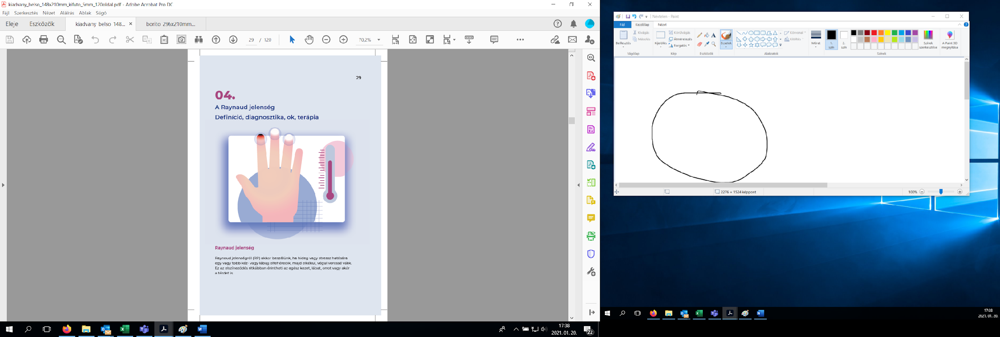 kiadvany_belso_148x210mm_kifuto_5mm_120oldal.pdf - Adobe Acrobat Pro DC
Fájl Szerkesztés Nézet Aláírás Ablak Súgó
Eleje Eszközök kiadvany belso 148... × borito 296x210mm...
29 / 120 70,2%
29
04.
A Raynaud jelenség
Definíció, diagnosztika, ok, terápia
Raynaud jelenség
Raynaud jelenségről (RP) akkor beszélünk, ha hideg vagy stressz hatására
egy vagy több kéz- vagy lábujj elfehéredik, majd elkékül, végül vörössé válik.
Ez az elszíneződés ritkábban érintheti az egész kezet, lábat, orrot vagy akár
a térdet is
17:38
2021. 01. 20.
22
Névtelen - Paint
Fájl Kezdőlap Nézet
Beillesztés
Kivágás
Másolás
Vágólap
Kijelölés
Körülvágás
Átméretezés
Forgatás
Kép
Eszközök
Ecsetek
Körvonal
Kitöltés
Alakzatok
Méret
1.
szín
2.
szín
Színek
szerkesztése
Színek
A Paint 3D
megnyitása
2276 × 1524 képpont
100%
17:38
2021. 01. 20.